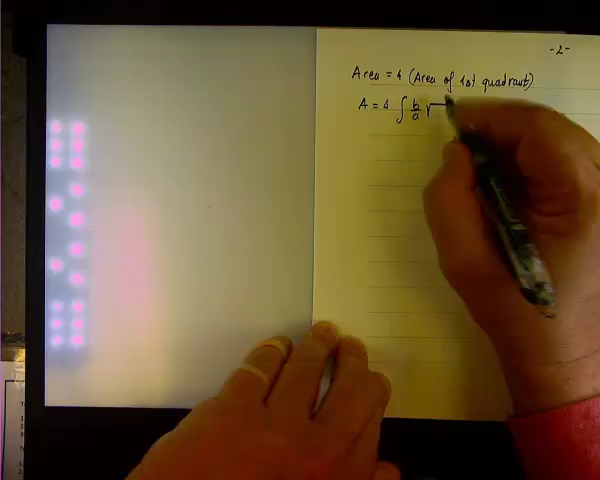 -2-
Area = 4 (Area of 1st quadrant)
A = 4 ∫ b/a √